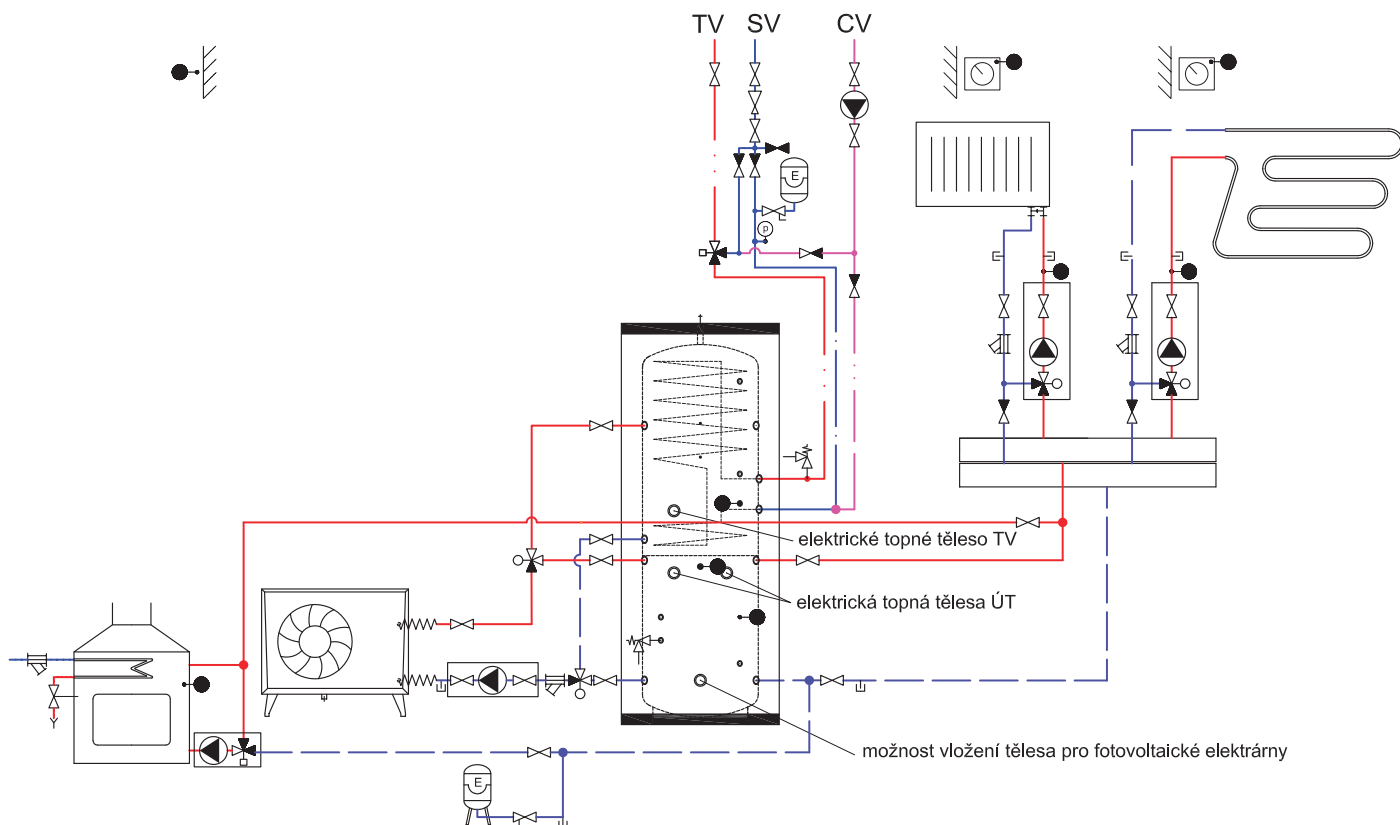 TV SV CV
E
p
elektrické topné těleso TV
elektrická topná tělesa ÚT
možnost vložení tělesa pro fotovoltaické elektrárny
E